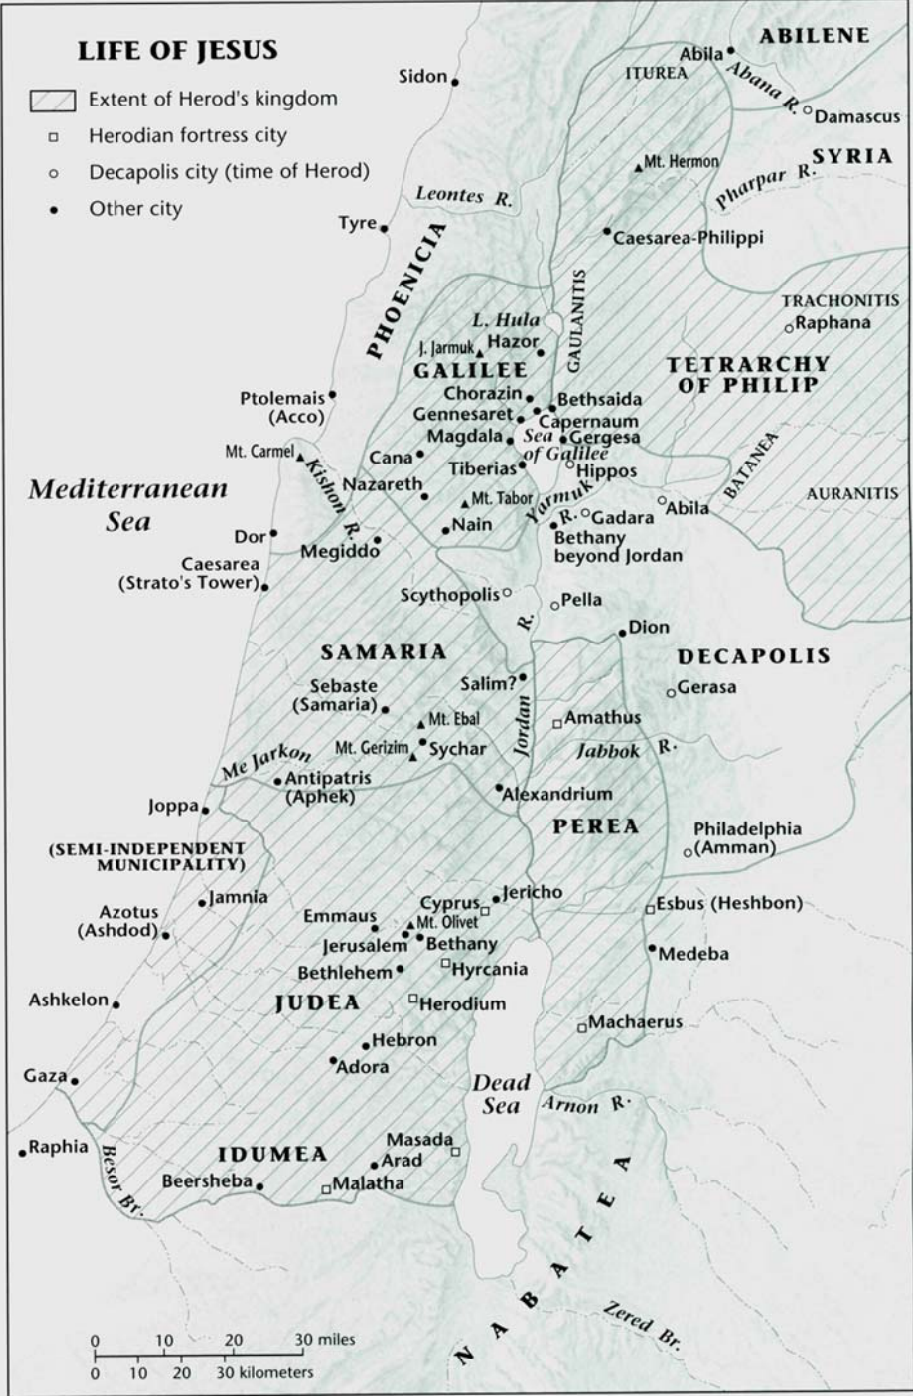 LIFE OF JESUS
Extent of Herod's kingdom
Herodian fortress city
Decapolis city (time of Herod)
Other city
ABILENE
Abila
ITUREA
Abana R.
Sidon
Damascus
SYRIA
Mt. Hermon
Pharpar R.
Leontes R.
Tyre
PHOENICIA
Caesarea-Philippi
GAULANITIS
TRACHONITIS
Raphana
L. Hula
J. Jarmuk
Hazor
GALILEE
TETRARCHY
OF PHILIP
Chorazin
Bethsaida
Ptolemais
(Acco)
Gennesaret
Capernaum
Magdala
Sea
of Galilee
Gergesa
Mt. Carmel
Cana
Tiberias
Hippos
BATANEA
Kishon R.
Nazareth
Mt. Tabor
Yarmuk
R.
AURANITIS
Mediterranean
Sea
Abila
Gadara
Nain
Dor
Megiddo
Bethany
beyond Jordan
Caesarea
(Strato's Tower)
Scythopolis
Pella
Jordan R.
Dion
SAMARIA
DECAPOLIS
Salim?
Sebaste
(Samaria)
Gerasa
Mt. Ebal
Amathus
Mt. Gerizim
Sychar
Jabbok R.
Me Jarkon
Antipatris
(Aphek)
Alexandrium
Joppa
PEREA
Philadelphia
(Amman)
(SEMI-INDEPENDENT
MUNICIPALITY)
Jamnia
Jericho
Cyprus
Esbus (Heshbon)
Azotus
(Ashdod)
Emmaus
Mt. Olivet
Jerusalem
Bethany
Medeba
Bethlehem
Hyrcania
Ashkelon
JUDEA
Herodium
Machaerus
Hebron
Adora
Gaza
Dead
Sea
Arnon R.
Raphia
Besor Br.
IDUMEA
Masada
Arad
Beersheba
Malatha
NABATEA
Zered Br.
0 10 20 30 miles
0 10 20 30 kilometers